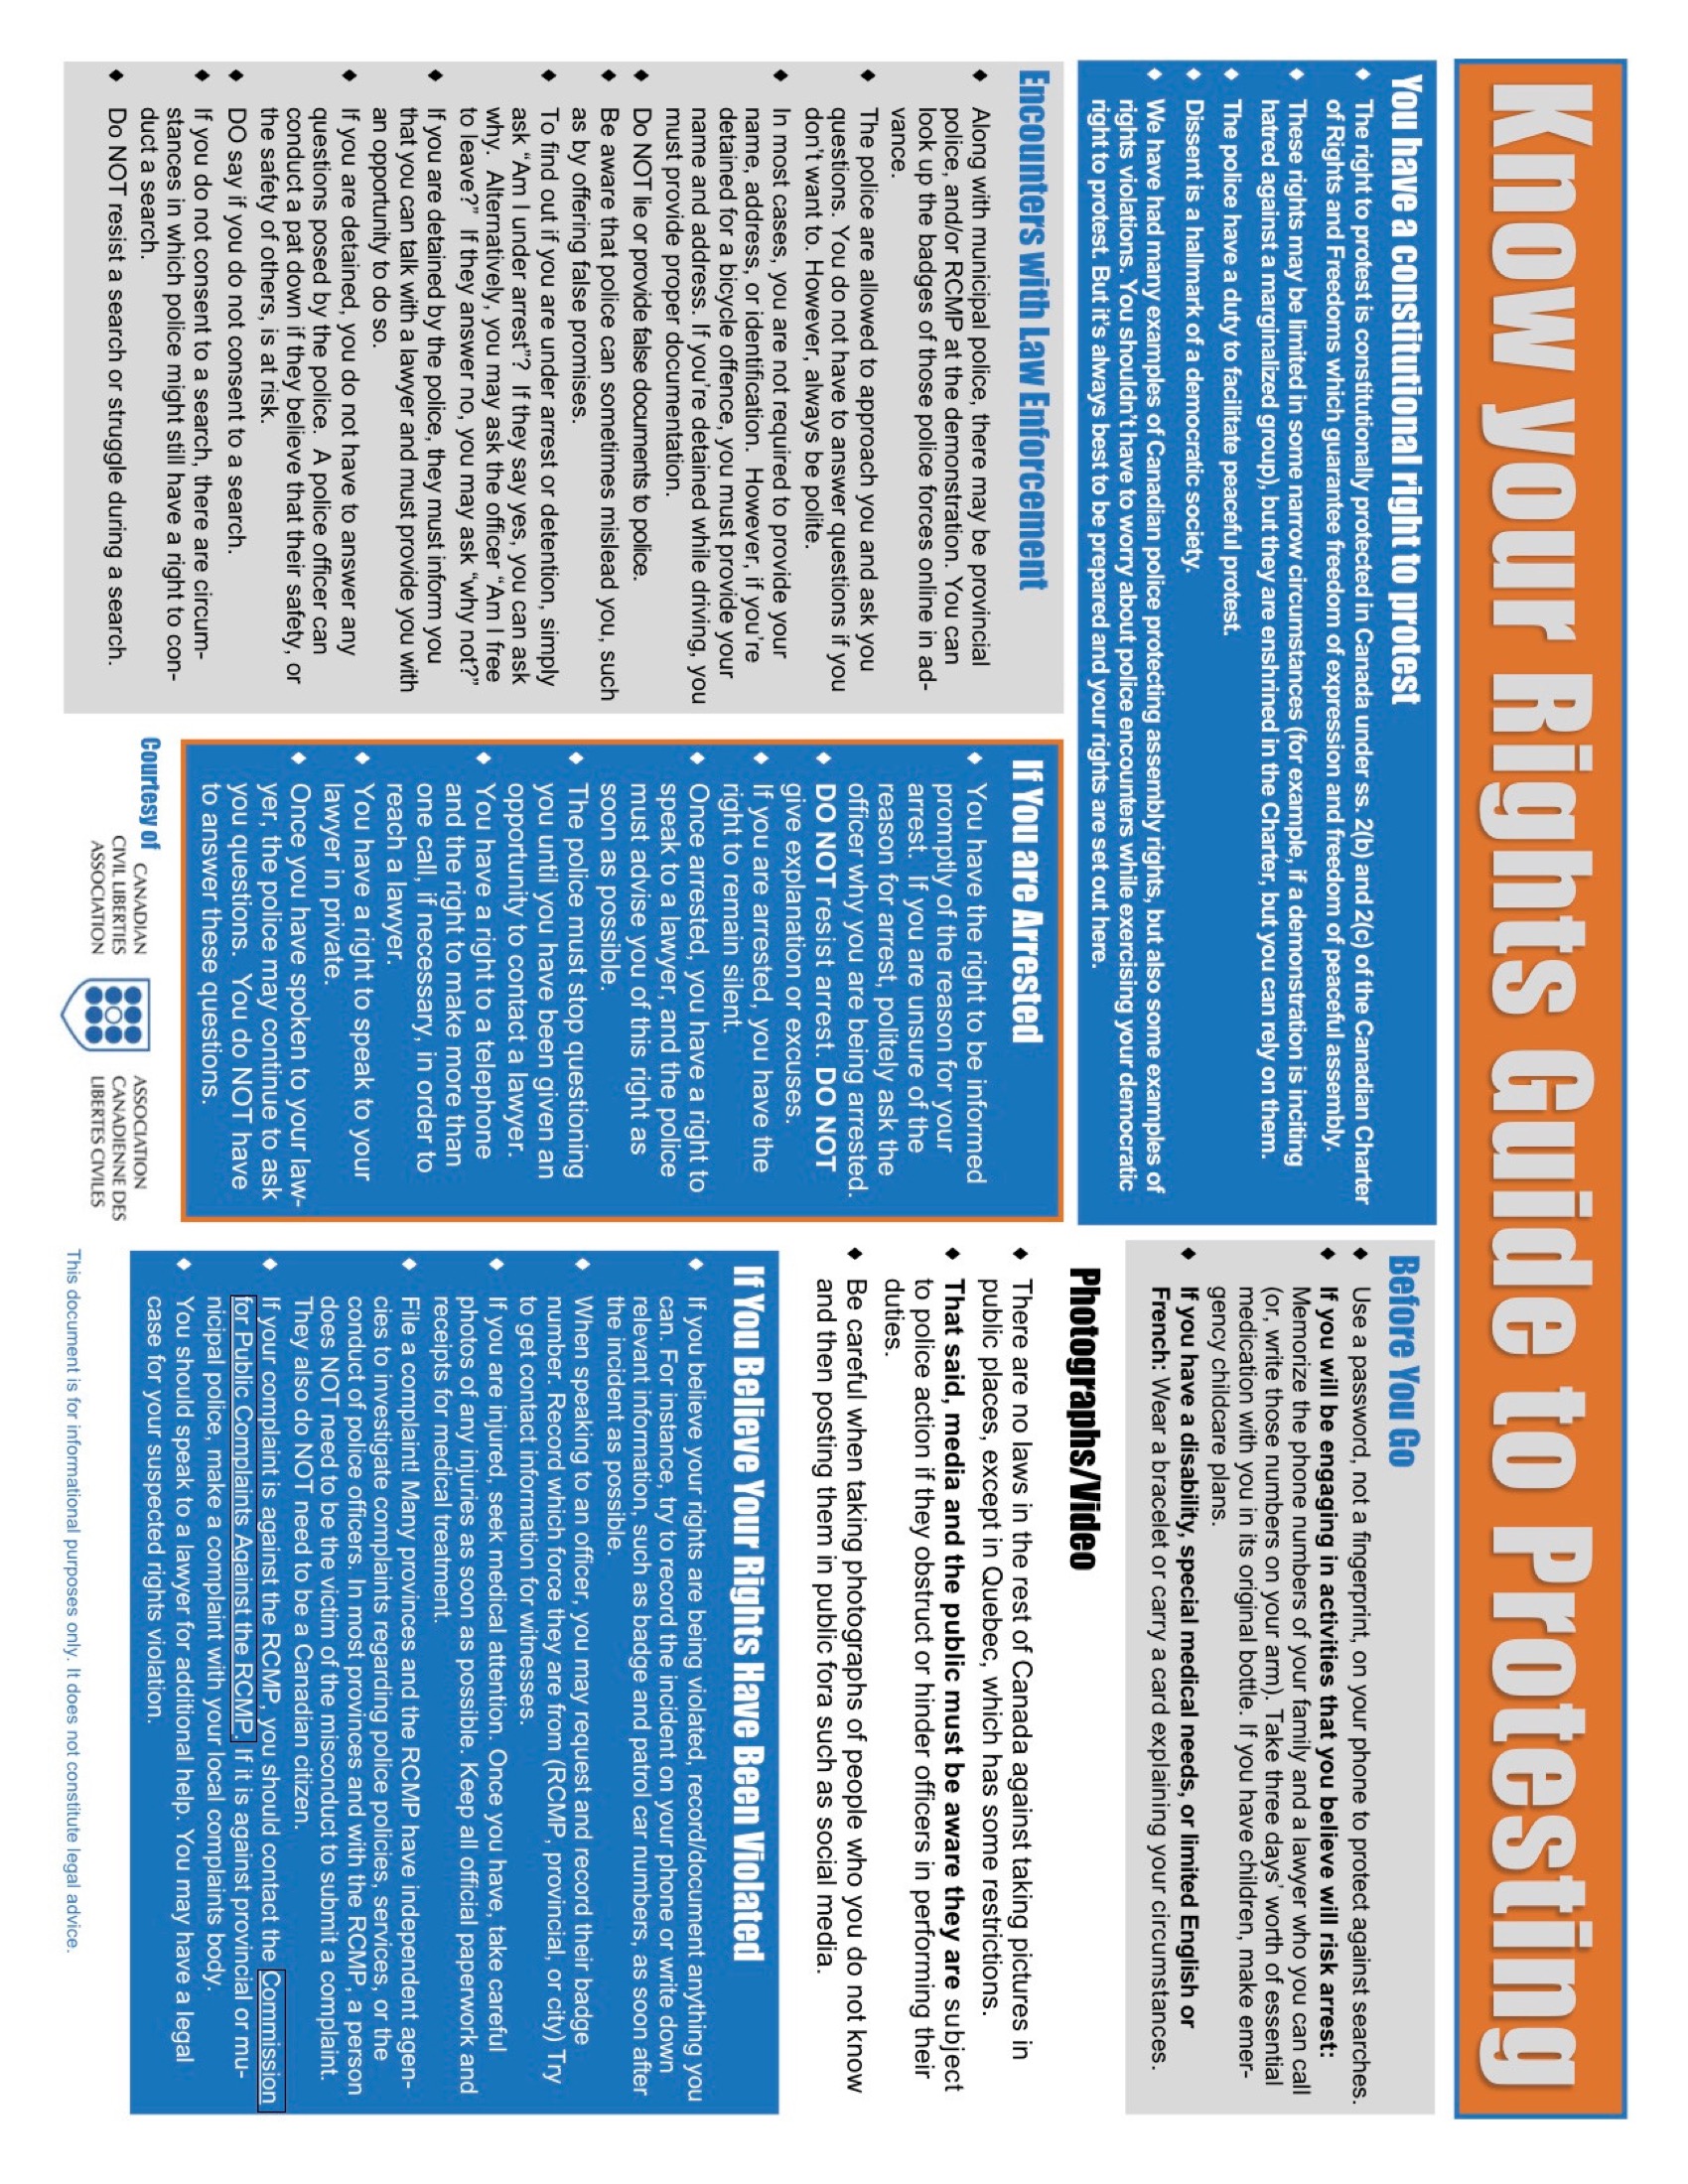 Know your Rights Guide to Protesting
You have a constitutional right to protest
♦ The right to protest is constitutionally protected in Canada under ss. 2(b) and 2(c) of the Canadian Charter
of Rights and Freedoms which guarantee freedom of expression and freedom of peaceful assembly.
♦ These rights may be limited in some narrow circumstances (for example, if a demonstration is inciting
hatred against a marginalized group), but they are enshrined in the Charter, but you can rely on them.
♦ The police have a duty to facilitate peaceful protest.
♦ Dissent is a hallmark of a democratic society.
♦ We have had many examples of Canadian police protecting assembly rights, but also some examples of
rights violations. You shouldn't have to worry about police encounters while exercising your democratic
right to protest. But it's always best to be prepared and your rights are set out here.
Before You Go
♦ Use a password, not a fingerprint, on your phone to protect against searches.
♦ If you will be engaging in activities that you believe will risk arrest:
Memorize the phone numbers of your family and a lawyer who you can call
(or, write those numbers on your arm). Take three days' worth of essential
medication with you in its original bottle. If you have children, make emer-
gency childcare plans.
♦ If you have a disability, special medical needs, or limited English or
French: Wear a bracelet or carry a card explaining your circumstances.
Encounters with Law Enforcement
♦ Along with municipal police, there may be provincial
police, and/or RCMP at the demonstration. You can
look up the badges of those police forces online in ad-
vance.
♦ The police are allowed to approach you and ask you
questions. You do not have to answer questions if you
don't want to. However, always be polite.
♦ In most cases, you are not required to provide your
name, address, or identification. However, if you're
detained for a bicycle offence, you must provide your
name and address. If you're detained while driving, you
must provide proper documentation.
♦ Do NOT lie or provide false documents to police.
♦ Be aware that police can sometimes mislead you, such
as by offering false promises.
♦ To find out if you are under arrest or detention, simply
ask "Am I under arrest"? If they say yes, you can ask
why. Alternatively, you may ask the officer "Am I free
to leave?" If they answer no, you may ask "why not?"
♦ If you are detained by the police, they must inform you
that you can talk with a lawyer and must provide you with
an opportunity to do so.
♦ If you are detained, you do not have to answer any
questions posed by the police. A police officer can
conduct a pat down if they believe that their safety, or
the safety of others, is at risk.
♦ DO say if you do not consent to a search.
♦ If you do not consent to a search, there are circum-
stances in which police might still have a right to con-
duct a search.
♦ Do NOT resist a search or struggle during a search.
If You are Arrested
♦ You have the right to be informed
promptly of the reason for your
arrest. If you are unsure of the
reason for arrest, politely ask the
officer why you are being arrested.
♦ DO NOT resist arrest. DO NOT
give explanation or excuses.
♦ If you are arrested, you have the
right to remain silent.
♦ Once arrested, you have a right to
speak to a lawyer, and the police
must advise you of this right as
soon as possible.
♦ The police must stop questioning
you until you have been given an
opportunity to contact a lawyer.
♦ You have a right to a telephone
and the right to make more than
one call, if necessary, in order to
reach a lawyer.
♦ You have a right to speak to your
lawyer in private.
♦ Once you have spoken to your law-
yer, the police may continue to ask
you questions. You do NOT have
to answer these questions.
Photographs/Video
♦ There are no laws in the rest of Canada against taking pictures in
public places, except in Quebec, which has some restrictions.
♦ That said, media and the public must be aware they are subject
to police action if they obstruct or hinder officers in performing their
duties.
♦ Be careful when taking photographs of people who you do not know
and then posting them in public fora such as social media.
If You Believe Your Rights Have Been Violated
♦ If you believe your rights are being violated, record/document anything you
can. For instance, try to record the incident on your phone or write down
relevant information, such as badge and patrol car numbers, as soon after
the incident as possible.
♦ When speaking to an officer, you may request and record their badge
number. Record which force they are from (RCMP, provincial, or city) Try
to get contact information for witnesses.
♦ If you are injured, seek medical attention. Once you have, take careful
photos of any injuries as soon as possible. Keep all official paperwork and
receipts for medical treatment.
♦ File a complaint! Many provinces and the RCMP have independent agen-
cies to investigate complaints regarding police policies, services, or the
conduct of police officers. In most provinces and with the RCMP, a person
does NOT need to be the victim of the misconduct to submit a complaint.
They also do NOT need to be a Canadian citizen.
♦ If your complaint is against the RCMP, you should contact the Commission
for Public Complaints Against the RCMP. If it is against provincial or mu-
nicipal police, make a complaint with your local complaints body.
♦ You should speak to a lawyer for additional help. You may have a legal
case for your suspected rights violation.
Courtesy of
CANADIAN
CIVIL LIBERTIES
ASSOCIATION
ASSOCIATION
CANADIENNE DES
LIBERTES CIVILES
This document is for informational purposes only. It does not constitute legal advice.